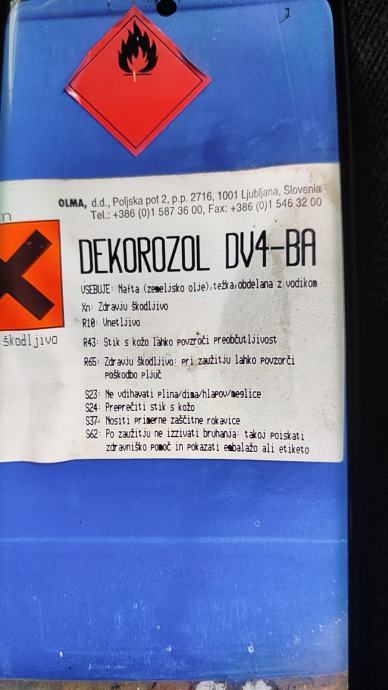 OLMA, d.d., Poljska pot 2, p.p. 2716, 1001 Ljubljana, Slovenia
Tel.: +386 (0)1 587 36 00, Fax: +386 (0)1 546 32 00
n
DEKOROZOL DV4-BA
VSEBUJE: Nafta (zemeljsko olje),težka,obdelana z vodikom
Xn: Zdravju škodljivo
R10: Vnetljivo
škodljivo
R43: Stik s kožo lahko povzroči preobčutljivost
R65: Zdravju škodljivo: pri zaužitju lahko povzroči
poškodbo pljuč
S23: Ne vdihavati plina/dima/hlapov/meglice
S24: Preprečiti stik s kožo
S37: Nositi primerne zaščitne rokavice
S62: Po zaužitju ne izzivati bruhanja: takoj poiskati
zdravniško pomoč in pokazati embalažo ali etiketo